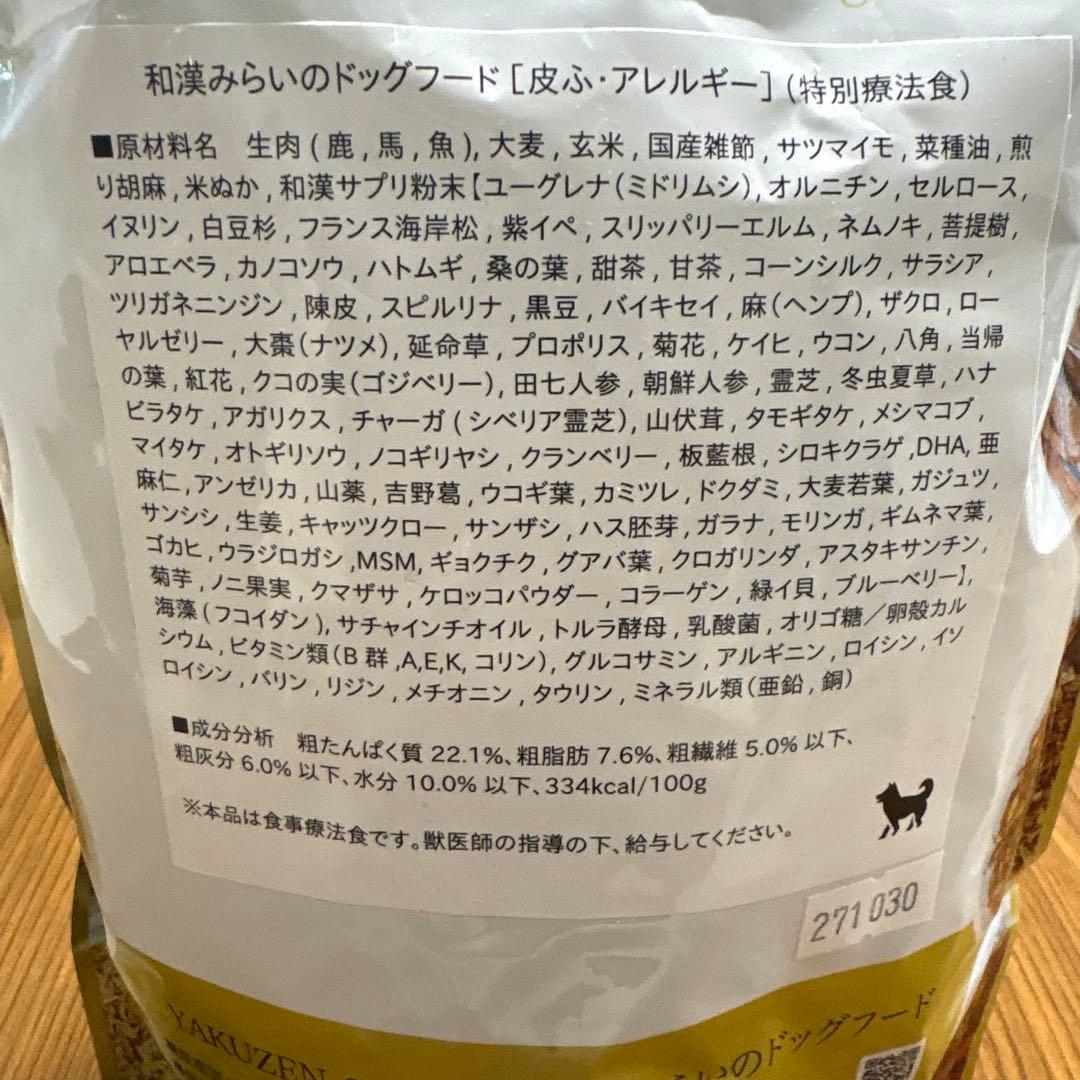 和漢みらいのドッグフード［皮ふ・アレルギー］（特別療法食）
■原材料名　生肉(鹿,馬,魚),大麦,玄米,国産雑節,サツマイモ,菜種油,煎
り胡麻,米ぬか,和漢サプリ粉末【ユーグレナ（ミドリムシ）,オルニチン,セルロース,
イヌリン,白豆杉,フランス海岸松,紫イペ,スリッパリーエルム,ネムノキ,菩提樹,
アロエベラ,カノコソウ,ハトムギ,桑の葉,甜茶,甘茶,コーンシルク,サラシア,
ツリガネニンジン,陳皮,スピルリナ,黒豆,バイキセイ,麻（ヘンプ）,ザクロ,ロー
ヤルゼリー,大棗（ナツメ）,延命草,プロポリス,菊花,ケイヒ,ウコン,八角,当帰
の葉,紅花,クコの実（ゴジベリー）,田七人参,朝鮮人参,霊芝,冬虫夏草,ハナ
ビラタケ,アガリクス,チャーガ(シベリア霊芝),山伏茸,タモギタケ,メシマコブ,
マイタケ,オトギリソウ,ノコギリヤシ,クランベリー,板藍根,シロキクラゲ,DHA,亜
麻仁,アンゼリカ,山薬,吉野葛,ウコギ葉,カミツレ,ドクダミ,大麦若葉,ガジュツ,
サンシシ,生姜,キャッツクロー,サンザシ,ハス胚芽,ガラナ,モリンガ,ギムネマ葉,
ゴカヒ,ウラジロガシ,MSM,ギョクチク,グアバ葉,クロガリンダ,アスタキサンチン,
菊芋,ノニ果実,クマザサ,ケロッコパウダー,コラーゲン,緑イ貝,ブルーベリー】,
海藻(フコイダン),サチャインチオイル,トルラ酵母,乳酸菌,オリゴ糖／卵殻カル
シウム,ビタミン類（B群,A,E,K,コリン）,グルコサミン,アルギニン,ロイシン,イソ
ロイシン,バリン,リジン,メチオニン,タウリン,ミネラル類（亜鉛,銅）
■成分分析　粗たんぱく質22.1%、粗脂肪7.6%、粗繊維5.0%以下、
粗灰分6.0%以下、水分10.0%以下、334kcal/100g
※本品は食事療法食です。獣医師の指導の下、給与してください。
271030
YAKUZEN
いのドッグフード